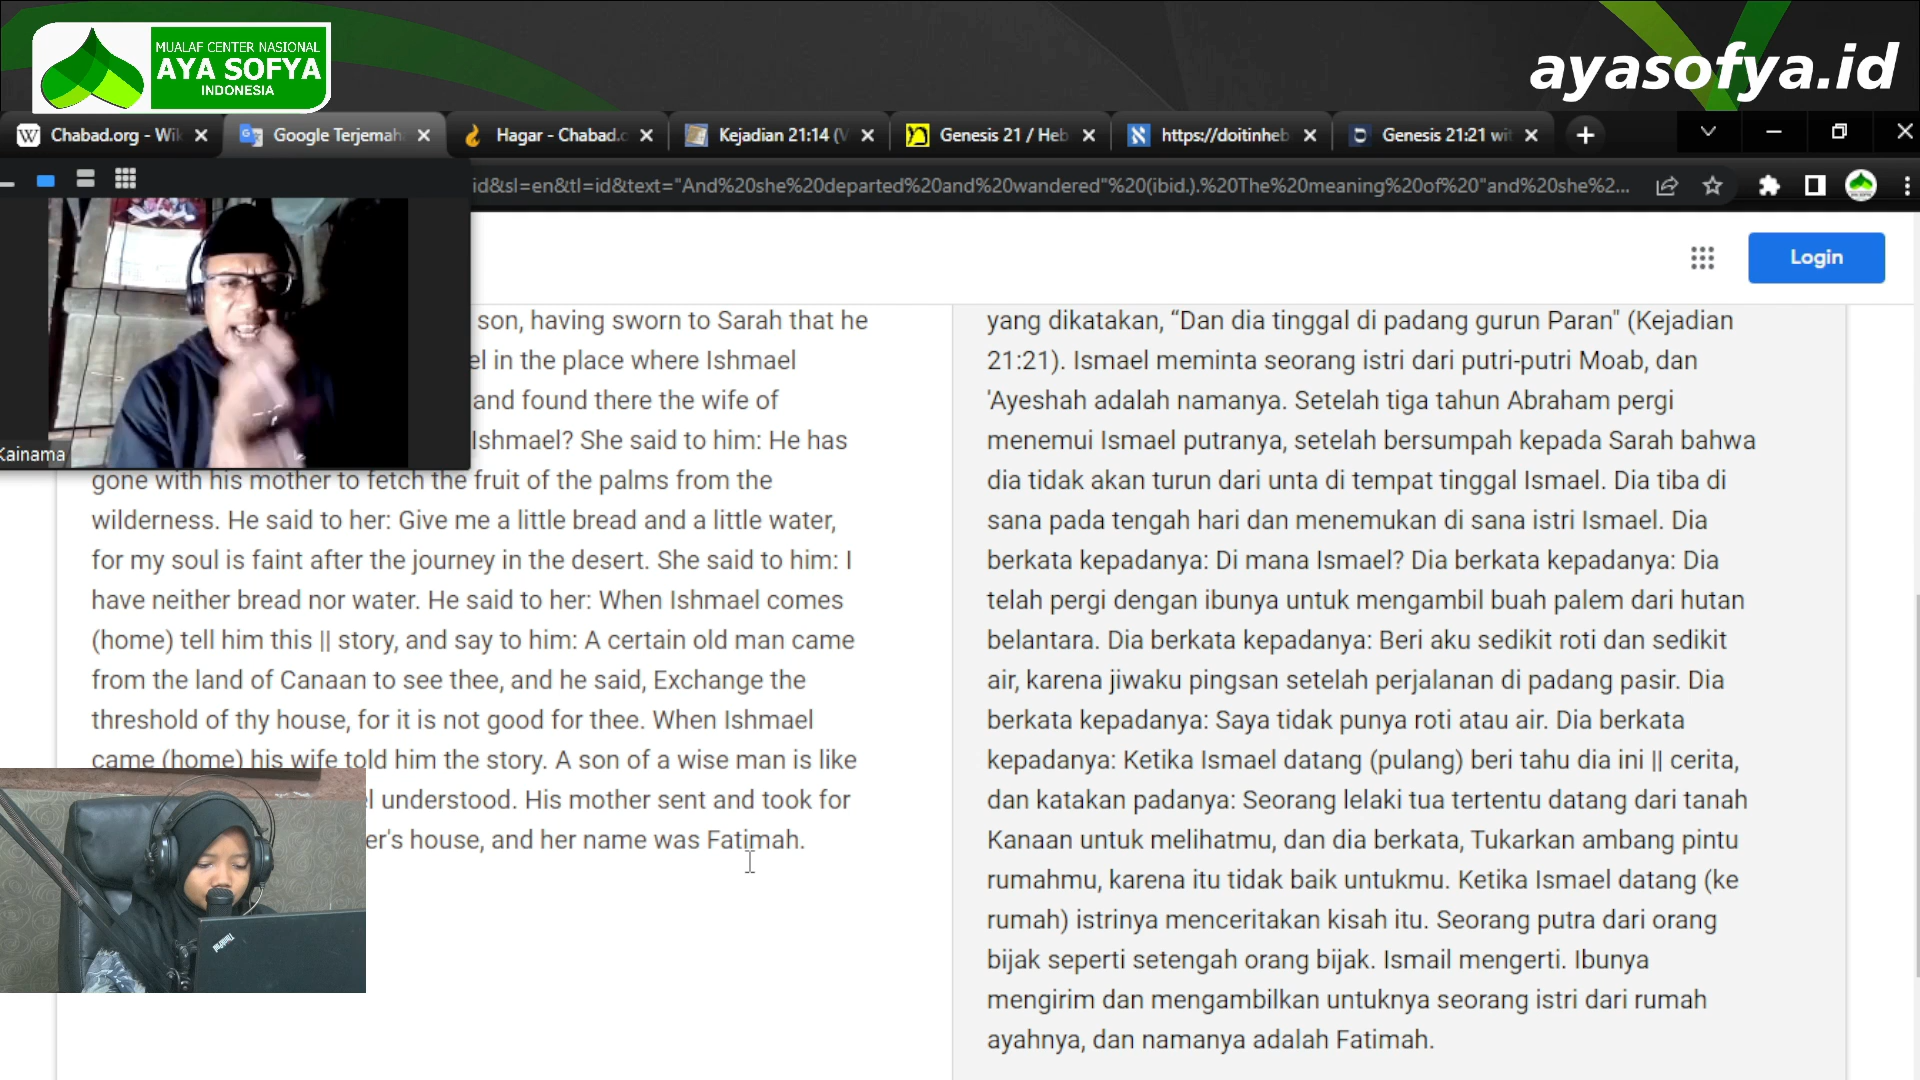 MUALAF CENTER NASIONAL
AYA SOFYA
INDONESIA
ayasofya.id
Chabad.org - Wik
Google Terjemah
Hagar - Chabad.c
Kejadian 21:14 (V
Genesis 21 / Heb
https://doitinheb
Genesis 21:21 wit
id&sl=en&tl=id&text="And%20she%20departed%20and%20wandered"%20(ibid.).%20The%20meaning%20of%20"and%20she%2...
Login
Kainama
son, having sworn to Sarah that he
el in the place where Ishmael
and found there the wife of
Ishmael? She said to him: He has
gone with his mother to fetch the fruit of the palms from the
wilderness. He said to her: Give me a little bread and a little water,
for my soul is faint after the journey in the desert. She said to him: I
have neither bread nor water. He said to her: When Ishmael comes
(home) tell him this || story, and say to him: A certain old man came
from the land of Canaan to see thee, and he said, Exchange the
threshold of thy house, for it is not good for thee. When Ishmael
came (home) his wife told him the story. A son of a wise man is like
l understood. His mother sent and took for
er's house, and her name was Fatimah.
yang dikatakan, “Dan dia tinggal di padang gurun Paran" (Kejadian
21:21). Ismael meminta seorang istri dari putri-putri Moab, dan
'Ayeshah adalah namanya. Setelah tiga tahun Abraham pergi
menemui Ismael putranya, setelah bersumpah kepada Sarah bahwa
dia tidak akan turun dari unta di tempat tinggal Ismael. Dia tiba di
sana pada tengah hari dan menemukan di sana istri Ismael. Dia
berkata kepadanya: Di mana Ismael? Dia berkata kepadanya: Dia
telah pergi dengan ibunya untuk mengambil buah palem dari hutan
belantara. Dia berkata kepadanya: Beri aku sedikit roti dan sedikit
air, karena jiwaku pingsan setelah perjalanan di padang pasir. Dia
berkata kepadanya: Saya tidak punya roti atau air. Dia berkata
kepadanya: Ketika Ismael datang (pulang) beri tahu dia ini || cerita,
dan katakan padanya: Seorang lelaki tua tertentu datang dari tanah
Kanaan untuk melihatmu, dan dia berkata, Tukarkan ambang pintu
rumahmu, karena itu tidak baik untukmu. Ketika Ismael datang (ke
rumah) istrinya menceritakan kisah itu. Seorang putra dari orang
bijak seperti setengah orang bijak. Ismail mengerti. Ibunya
mengirim dan mengambilkan untuknya seorang istri dari rumah
ayahnya, dan namanya adalah Fatimah.
ThinkPad